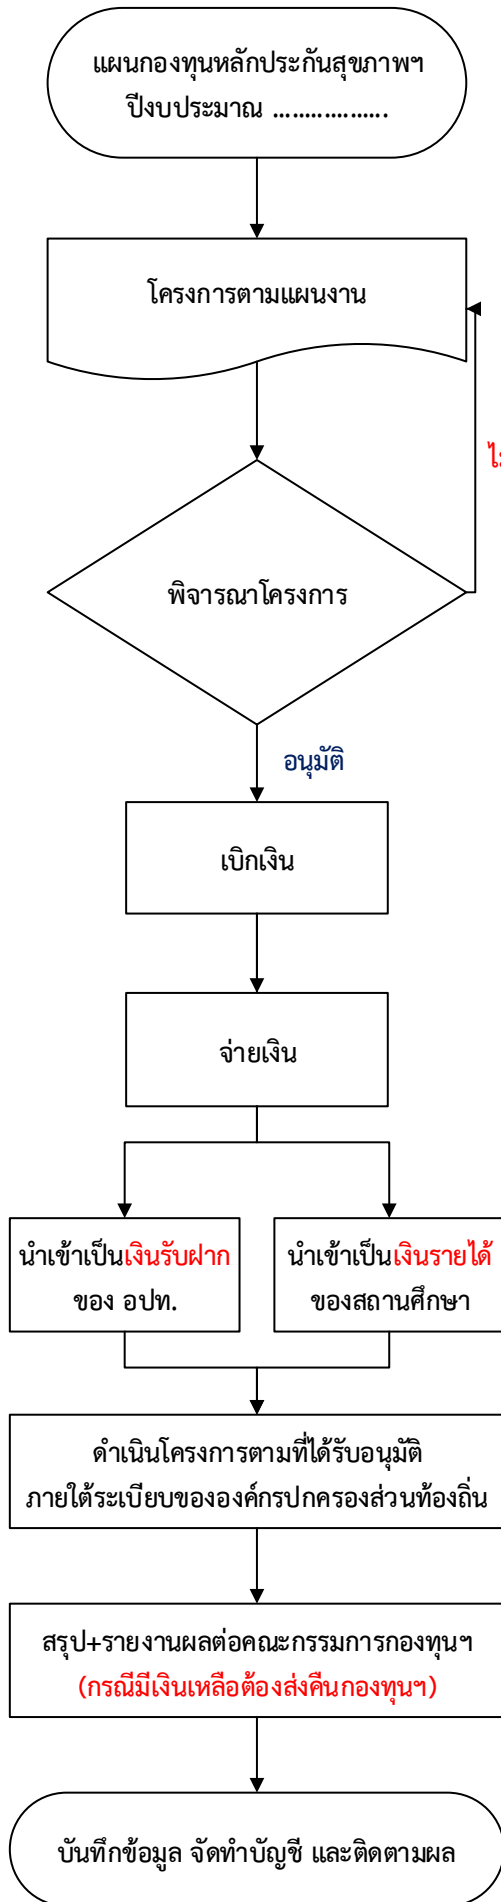 แผนกองทุนหลักประกันสุขภาพฯ
ปีงบประมาณ .................
โครงการตามแผนงาน
พิจารณาโครงการ
อนุมัติ
เบิกเงิน
จ่ายเงิน
นำเข้าเป็นเงินรับฝาก
ของ อปท.
นำเข้าเป็นเงินรายได้
ของสถานศึกษา
ดำเนินโครงการตามที่ได้รับอนุมัติ
ภายใต้ระเบียบขององค์กรปกครองส่วนท้องถิ่น
สรุป+รายงานผลต่อคณะกรรมการกองทุนฯ
(กรณีมีเงินเหลือต้องส่งคืนกองทุนฯ)
บันทึกข้อมูล จัดทำบัญชี และติดตามผล